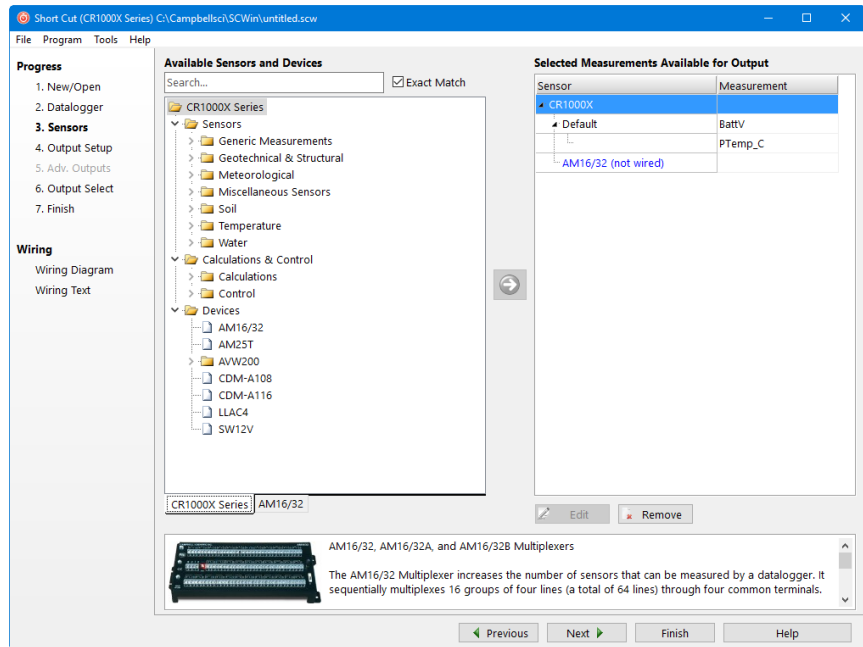 Short Cut (CR1000X Series) C:\Campbellsci\SCWin\untitled.scw
File Program Tools Help
Progress
1. New/Open
2. Datalogger
3. Sensors
4. Output Setup
5. Adv. Outputs
6. Output Select
7. Finish
Wiring
Wiring Diagram
Wiring Text
Available Sensors and Devices
Search...
Exact Match
CR1000X Series
Sensors
Generic Measurements
Geotechnical & Structural
Meteorological
Miscellaneous Sensors
Soil
Temperature
Water
Calculations & Control
Calculations
Control
Devices
AM16/32
AM25T
AVW200
CDM-A108
CDM-A116
LLAC4
SW12V
CR1000X Series AM16/32
Selected Measurements Available for Output
Sensor Measurement
CR1000X
Default BattV
PTemp_C
AM16/32 (not wired)
Edit Remove
AM16/32, AM16/32A, and AM16/32B Multiplexers
The AM16/32 Multiplexer increases the number of sensors that can be measured by a datalogger. It
sequentially multiplexes 16 groups of four lines (a total of 64 lines) through four common terminals.
Previous Next Finish Help